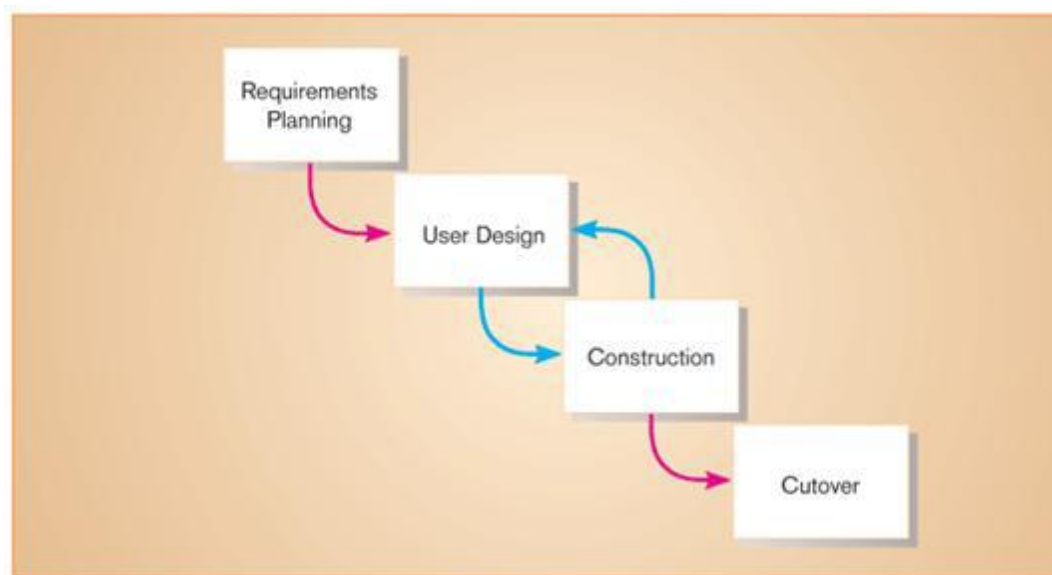 Requirements
Planning
User Design
Construction
Cutover